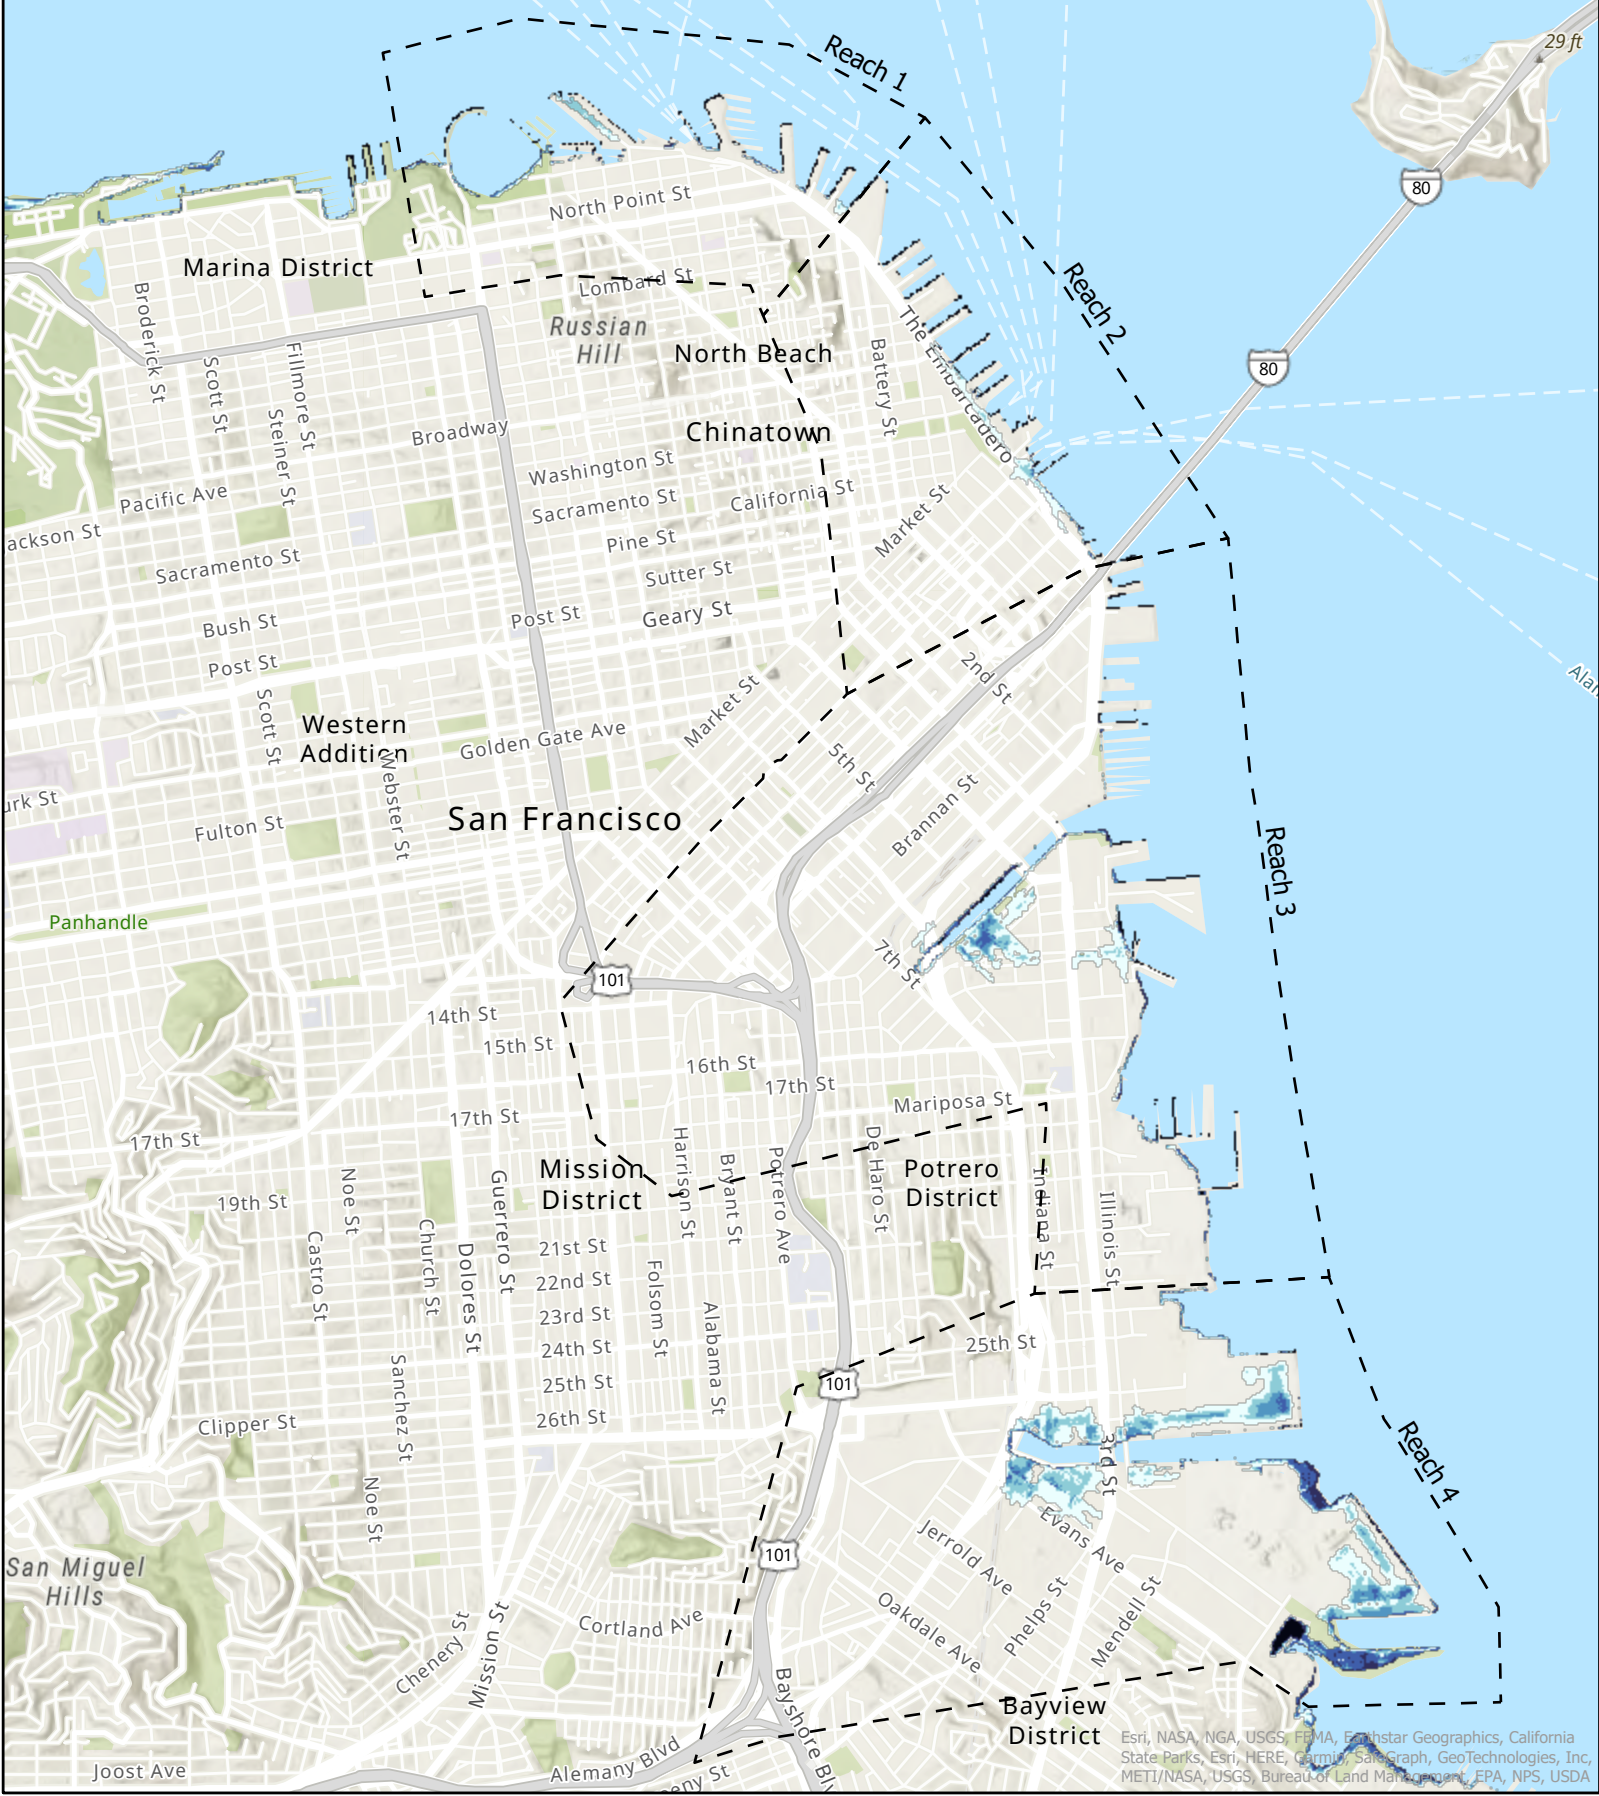 29 ft
Reach 1
80
North Point St
Marina District
Lombard St
Reach 2
Broderick St
Russian
Hill
The Embarcadero
North Beach
80
Scott St
Fillmore St
Battery St
Steiner St
Broadway
Chinatown
Washington St
Pacific Ave
Sacramento St
California St
Market St
ackson St
Pine St
Sacramento St
Sutter St
Bush St
Post St
Geary St
Post St
2nd St
Alam
Scott St
Western
Addition
Market St
Golden Gate Ave
Webster St
5th St
urk St
Fulton St
San Francisco
Brannan St
Reach 3
Panhandle
7th St
101
14th St
15th St
16th St
17th St
17th St
Mariposa St
17th St
Mission
District
Harrison St
Bryant St
Potrero Ave
De Haro St
Potrero
District
Indiana St
Illinois St
19th St
Noe St
Church St
Guerrero St
Castro St
Dolores St
21st St
22nd St
23rd St
24th St
25th St
26th St
Folsom St
Alabama St
25th St
Sanchez St
101
Clipper St
3rd St
Reach 4
Noe St
Evans Ave
Jerrold Ave
101
San Miguel
Hills
Cortland Ave
Oakdale Ave
Phelps St
Mendell St
Chenery St
Mission St
Bayshore Blv
Bayview
District
Alemany Blvd
Joost Ave
eny St
Esri, NASA, NGA, USGS, FEMA, Earthstar Geographics, California
State Parks, Esri, HERE, Garmin, SafeGraph, GeoTechnologies, Inc,
METI/NASA, USGS, Bureau of Land Management, EPA, NPS, USDA